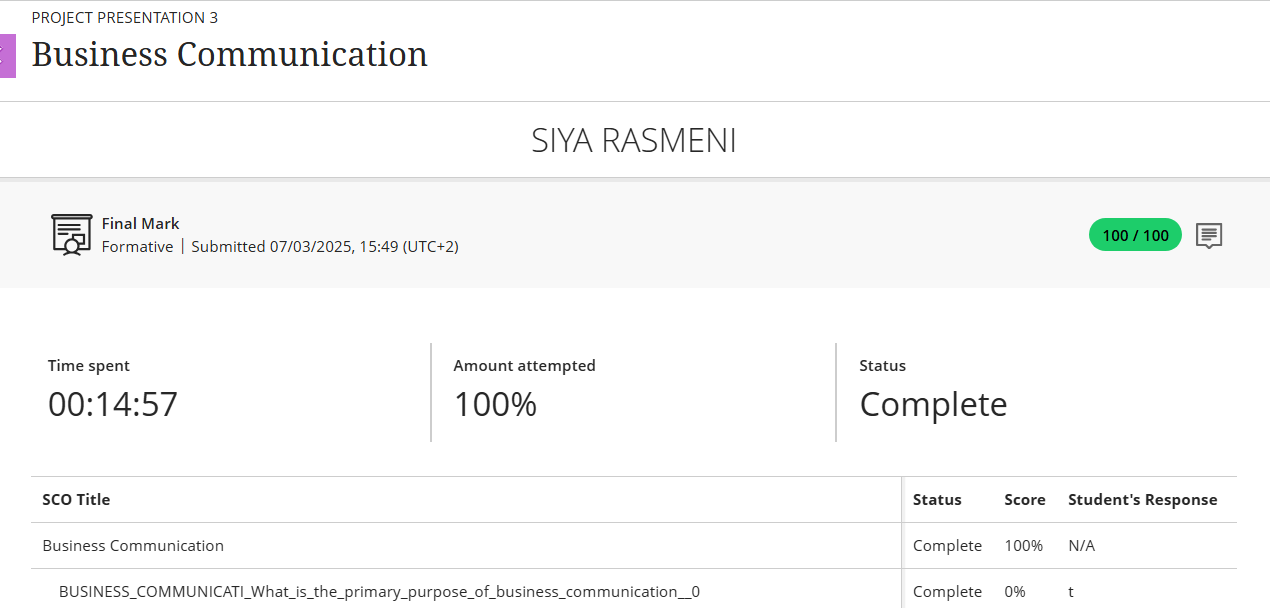 PROJECT PRESENTATION 3
Business Communication
SIYA RASMENI
Final Mark
Formative | Submitted 07/03/2025, 15:49 (UTC+2)
100 / 100
Time spent
00:14:57
Amount attempted
100%
Status
Complete
SCO Title Status Score Student's Response
Business Communication Complete 100% N/A
BUSINESS_COMMUNICATI_What_is_the_primary_purpose_of_business_communication__0 Complete 0% t